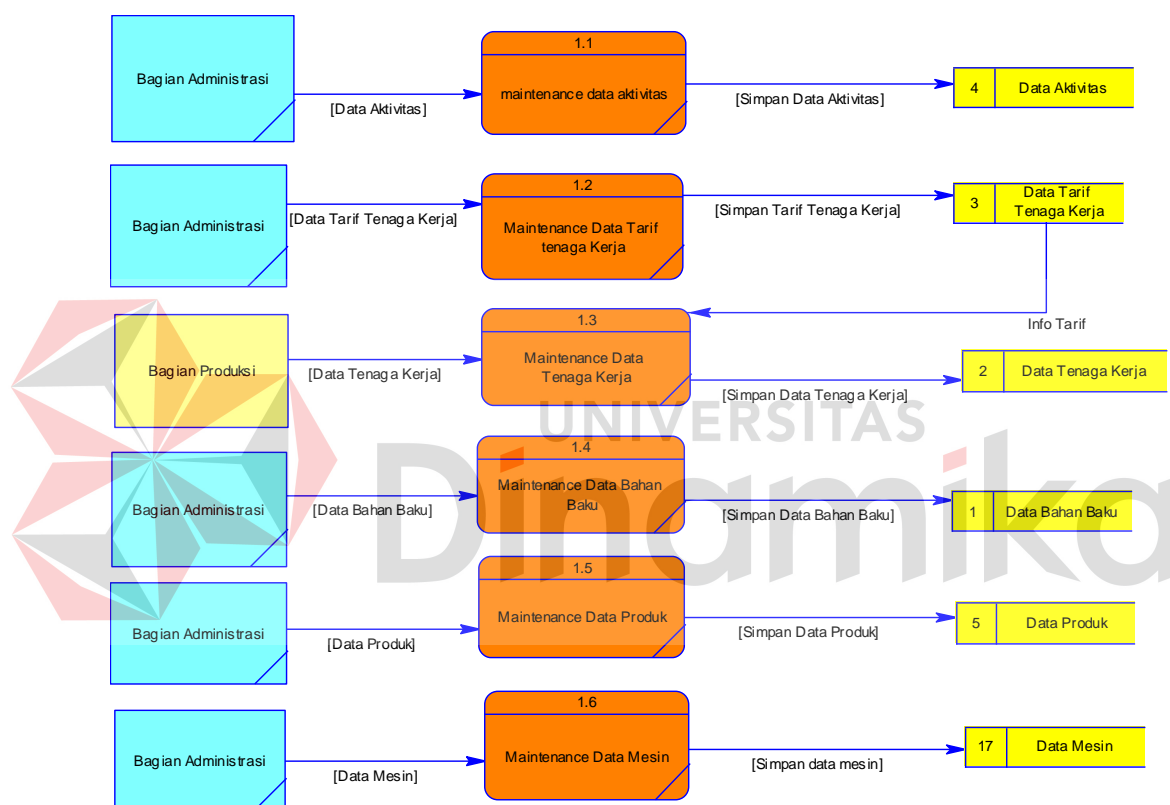 Bagian Administrasi
[Data Aktivitas]
1.1
maintenance data aktivitas
[Simpan Data Aktivitas]
4
Data Aktivitas
Bagian Administrasi
[Data Tarif Tenaga Kerja]
1.2
Maintenance Data Tarif
tenaga Kerja
[Simpan Tarif Tenaga Kerja]
3
Data Tarif
Tenaga Kerja
Info Tarif
Bagian Produksi
[Data Tenaga Kerja]
1.3
Maintenance Data
Tenaga Kerja
[Simpan Data Tenaga Kerja]
2
Data Tenaga Kerja
UNIVERSITAS
Dinamika
Bagian Administrasi
[Data Bahan Baku]
1.4
Maintenance Data Bahan
Baku
[Simpan Data Bahan Baku]
1
Data Bahan Baku
Bagian Administrasi
[Data Produk]
1.5
Maintenance Data Produk
[Simpan Data Produk]
5
Data Produk
Bagian Administrasi
[Data Mesin]
1.6
Maintenance Data Mesin
[Simpan data mesin]
17
Data Mesin